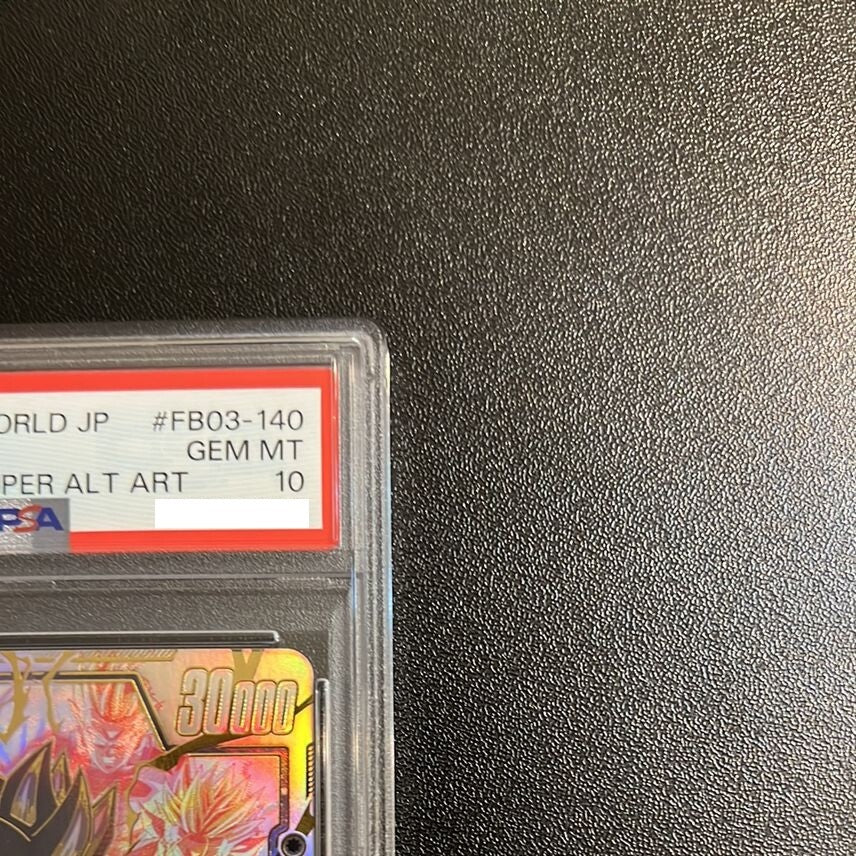 ORLD JP #FB03-140
GEM MT
PER ALT ART 10
PSA
30000